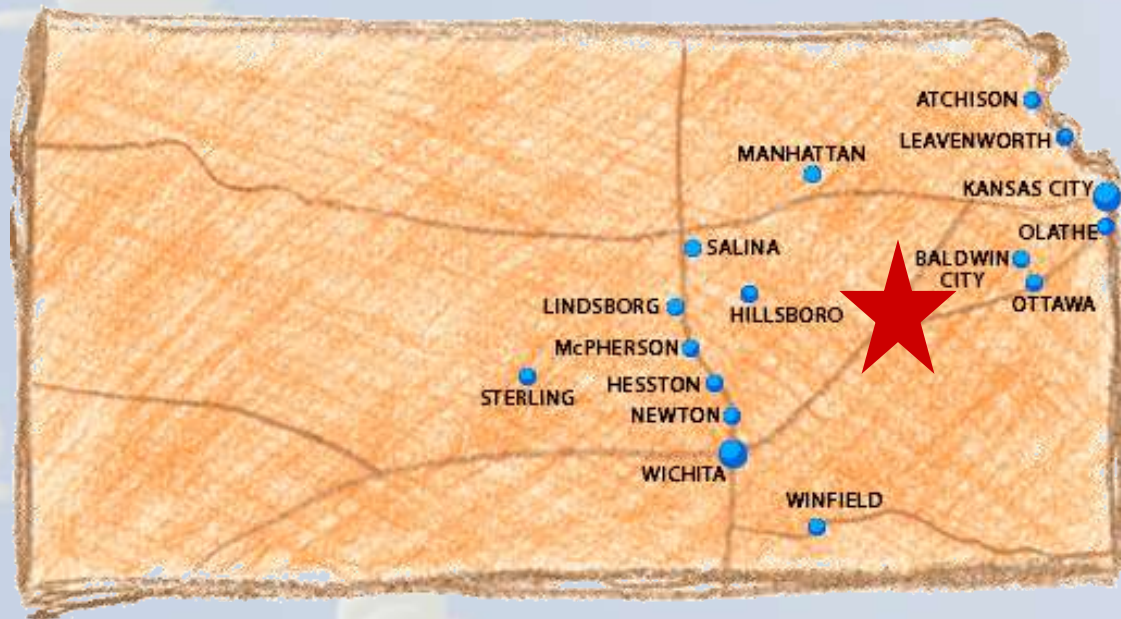 ATCHISON
LEAVENWORTH
MANHATTAN
KANSAS CITY
OLATHE
SALINA
BALDWIN
CITY
OTTAWA
LINDSBORG
HILLSBORO
McPHERSON
HESSTON
STERLING
NEWTON
WICHITA
WINFIELD